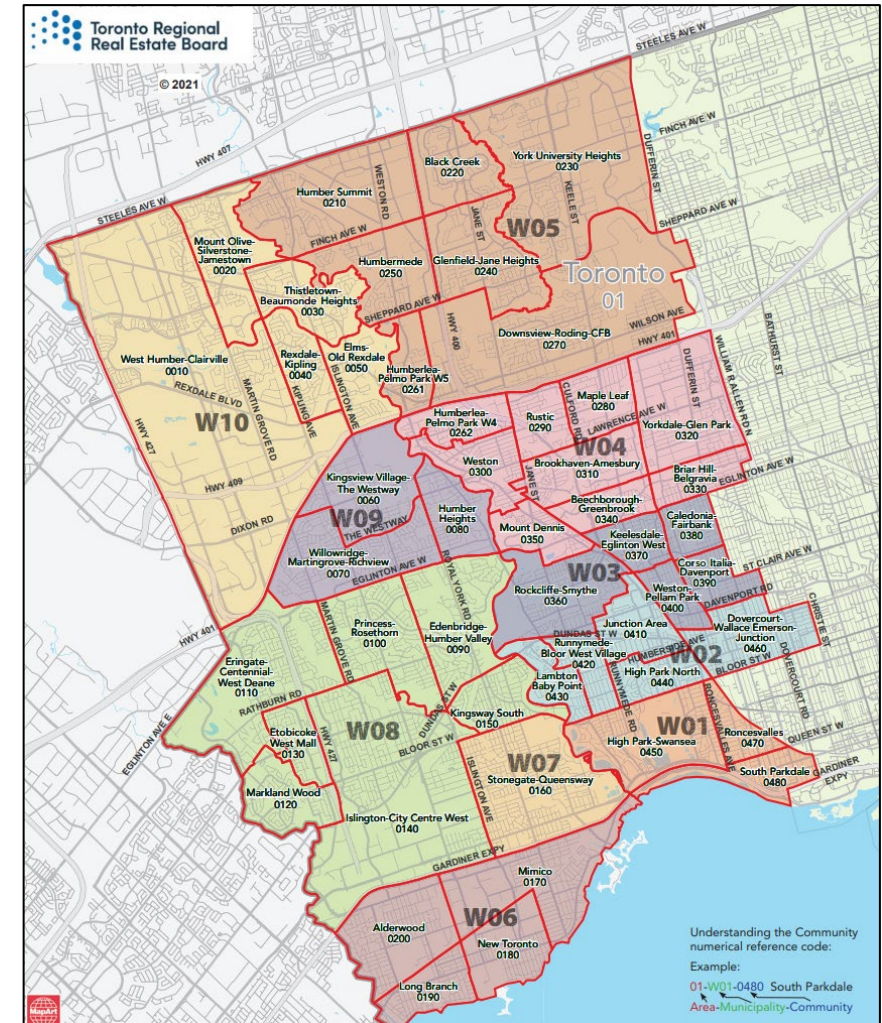 Toronto Regional
Real Estate Board
© 2021
STEELES AVE W
HWY 407
FINCH AVE W
DUFFERIN ST
Black Creek
0220
York University Heights
0230
WESTON RD
KEELE ST
Humber Summit
0210
STEELES AVE W
JANE ST
SHEPPARD AVE W
W05
FINCH AVE W
Mount Olive-
Silverstone-
Jamestown
0020
Humbermede
0250
Glenfield-Jane Heights
0240
Toronto
01
Thistletown-
Beaumonde Heights
0030
SHEPPARD AVE W
HWY 400
WILSON AVE
BATHURST ST
Downsview-Roding-CFB
0270
HWY 401
WILLIAM R ALLEN RD N
West Humber-Clairville
0010
Rexdale-
Kipling
0040
Elms-
Old Rexdale
0050
ISLINGTON AVE
Humberlea-
Pelmo Park W5
0261
DUFFERIN ST
REXDALE BLVD
MARTIN GROVE RD
KIPLING AVE
CULFORD RD
Maple Leaf
0280
W10
Humberlea-
Pelmo Park W4
0262
Rustic
0290
LAWRENCE AVE W
Yorkdale-Glen Park
0320
HWY 427
W04
Weston
0300
JANE ST
Brookhaven-Amesbury
0310
Briar Hill-
Belgravia
0330
EGLINTON AVE W
HWY 409
Kingsview Village-
The Westway
0060
DIXON RD
W09
THE WESTWAY
Humber
Heights
0080
Mount Dennis
0350
Beechborough-
Greenbrook
0340
Caledonia-
Fairbank
0380
Keelesdale-
Eglinton West
0370
Willowridge-
Martingrove-Richview
0070
EGLINTON AVE W
ROYAL YORK RD
W03
Corso Italia-
Davenport
0390
ST CLAIR AVE W
Rockcliffe-Smythe
0360
Weston-
Pellam Park
0400
DAVENPORT RD
CHRISTIE ST
HWY 401
MARTIN GROVE RD
Princess-
Rosethorn
0100
Edenbridge-
Humber Valley
0090
Junction Area
0410
DUNDAS ST W
Dovercourt-
Wallace Emerson-
Junction
0460
Runnymede-
Bloor West Village
0420
HUMBERSIDE AVE
W02
BLOOR ST W
DOVERCOURT RD
Eringate-
Centennial-
West Deane
0110
Lambton
Baby Point
0430
RUNNYMEDE RD
High Park North
0440
EGLINTON AVE E
RATHBURN RD
DUNDAS ST W
Kingsway South
0150
RONCESVALLES AVE
W01
Etobicoke
West Mall
0130
HWY 427
W08
BLOOR ST W
High Park-Swansea
0450
Roncesvalles
0470
QUEEN ST W
W07
ISLINGTON AVE
Stonegate-Queensway
0160
South Parkdale
0480
GARDINER
EXPY
Markland Wood
0120
Islington-City Centre West
0140
GARDINER EXPY
Mimico
0170
Alderwood
0200
W06
New Toronto
0180
Long Branch
0190
Understanding the Community
numerical reference code:
Example:
01-W01-0480 South Parkdale
Area-Municipality-Community
MapArt